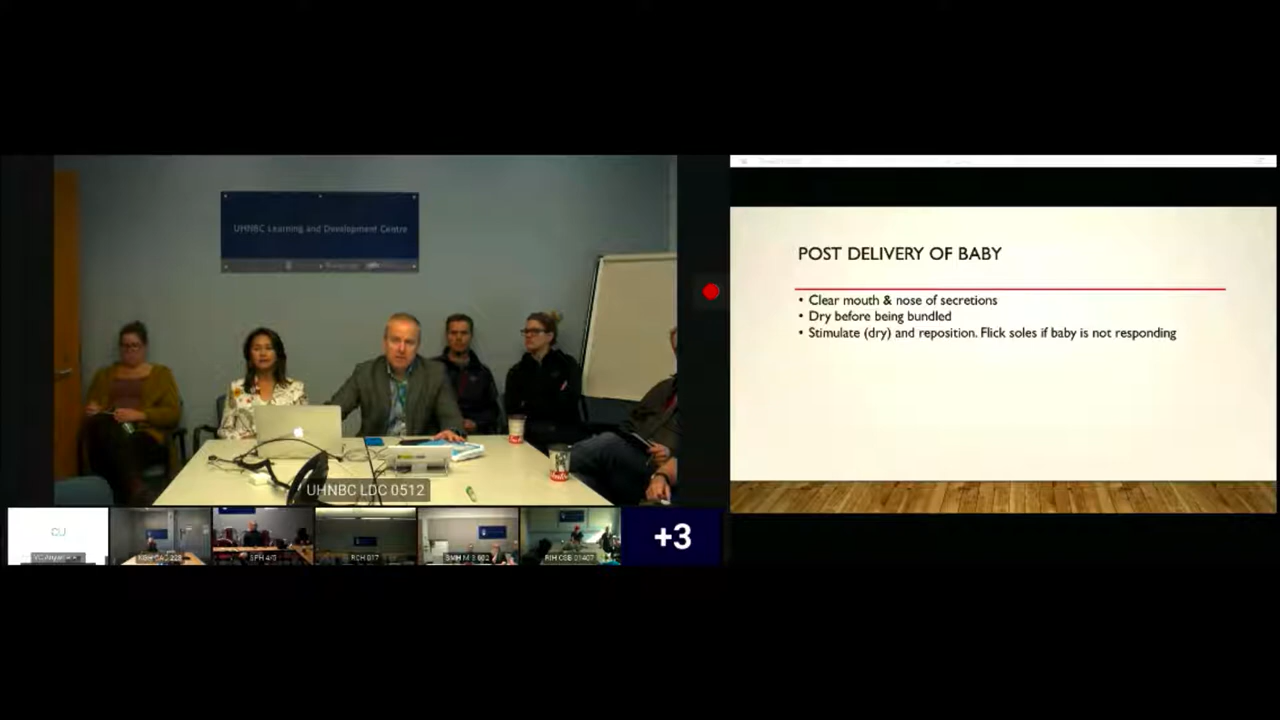 UHNBC Learning and Development Centre
UHNBC LDC 0512
+3
POST DELIVERY OF BABY
• Clear mouth & nose of secretions
• Dry before being bundled
• Stimulate (dry) and reposition. Flick soles if baby is not responding